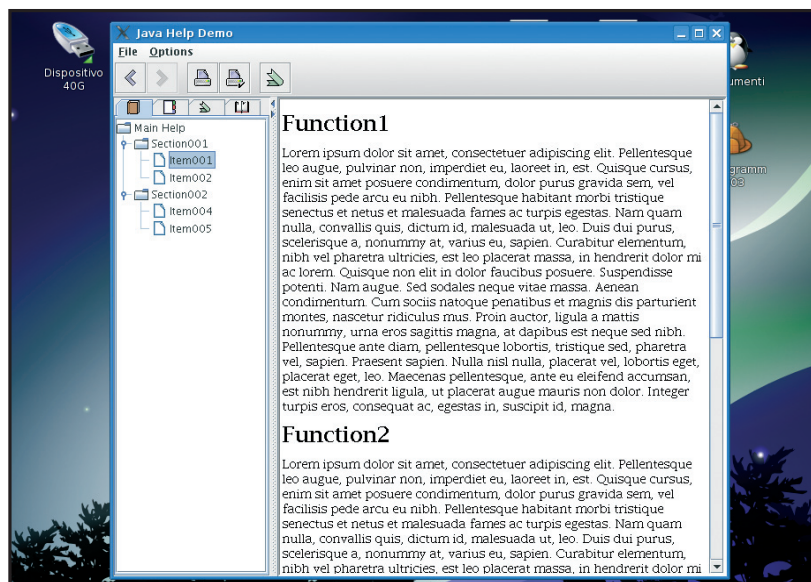 Java Help Demo
File Options
Dispositivo
40G
umenti
gramm
03
Main Help
Section001
Item001
Item002
Section002
Item004
Item005
Function1
Lorem ipsum dolor sit amet, consectetuer adipiscing elit. Pellentesque
leo augue, pulvinar non, imperdiet eu, laoreet in, est. Quisque cursus,
enim sit amet posuere condimentum, dolor purus gravida sem, vel
facilisis pede arcu eu nibh. Pellentesque habitant morbi tristique
senectus et netus et malesuada fames ac turpis egestas. Nam quam
nulla, convallis quis, dictum id, malesuada ut, leo. Duis dui purus,
scelerisque a, nonummy at, varius eu, sapien. Curabitur elementum,
nibh vel pharetra ultricies, est leo placerat massa, in hendrerit dolor mi
ac lorem. Quisque non elit in dolor faucibus posuere. Suspendisse
potenti. Nam augue. Sed sodales neque vitae massa. Aenean
condimentum. Cum sociis natoque penatibus et magnis dis parturient
montes, nascetur ridiculus mus. Proin auctor, ligula a mattis
nonummy, urna eros sagittis magna, at dapibus est neque sed nibh.
Pellentesque ante diam, pellentesque lobortis, tristique sed, pharetra
vel, sapien. Praesent sapien. Nulla nisl nulla, placerat vel, lobortis eget,
placerat eget, leo. Maecenas pellentesque, ante eu eleifend accumsan,
est nibh hendrerit ligula, ut placerat augue mauris non dolor. Integer
turpis eros, consequat ac, egestas in, suscipit id, magna.
Function2
Lorem ipsum dolor sit amet, consectetuer adipiscing elit. Pellentesque
leo augue, pulvinar non, imperdiet eu, laoreet in, est. Quisque cursus,
enim sit amet posuere condimentum, dolor purus gravida sem, vel
facilisis pede arcu eu nibh. Pellentesque habitant morbi tristique
senectus et netus et malesuada fames ac turpis egestas. Nam quam
nulla, convallis quis, dictum id, malesuada ut, leo. Duis dui purus,
scelerisque a, nonummy at, varius eu, sapien. Curabitur elementum,
nibh vel pharetra ultricies, est leo placerat massa, in hendrerit dolor mi